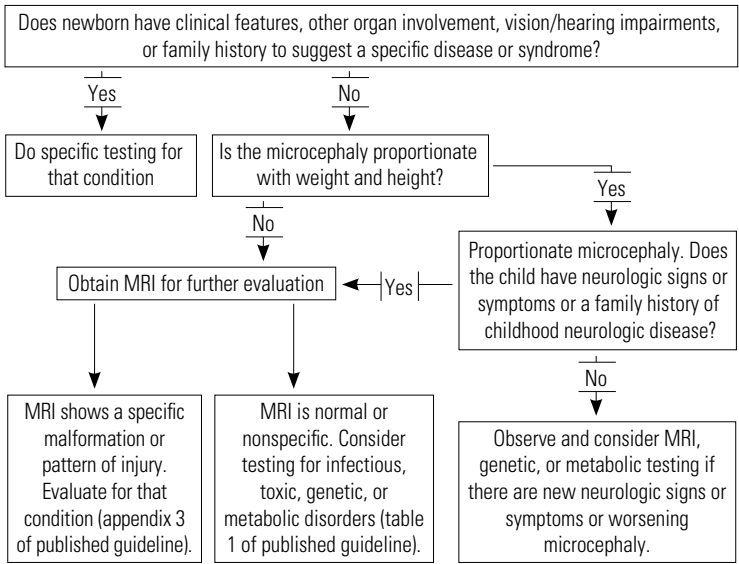 Does newborn have clinical features, other organ involvement, vision/hearing impairments,
or family history to suggest a specific disease or syndrome?
Yes
No
Do specific testing for
that condition
Is the microcephaly proportionate
with weight and height?
Yes
No
Proportionate microcephaly. Does
the child have neurologic signs or
symptoms or a family history of
childhood neurologic disease?
Obtain MRI for further evaluation
Yes
No
MRI shows a specific
malformation or
pattern of injury.
Evaluate for that
condition (appendix 3
of published guideline).
MRI is normal or
nonspecific. Consider
testing for infectious,
toxic, genetic, or
metabolic disorders (table
1 of published guideline).
Observe and consider MRI,
genetic, or metabolic testing if
there are new neurologic signs or
symptoms or worsening
microcephaly.